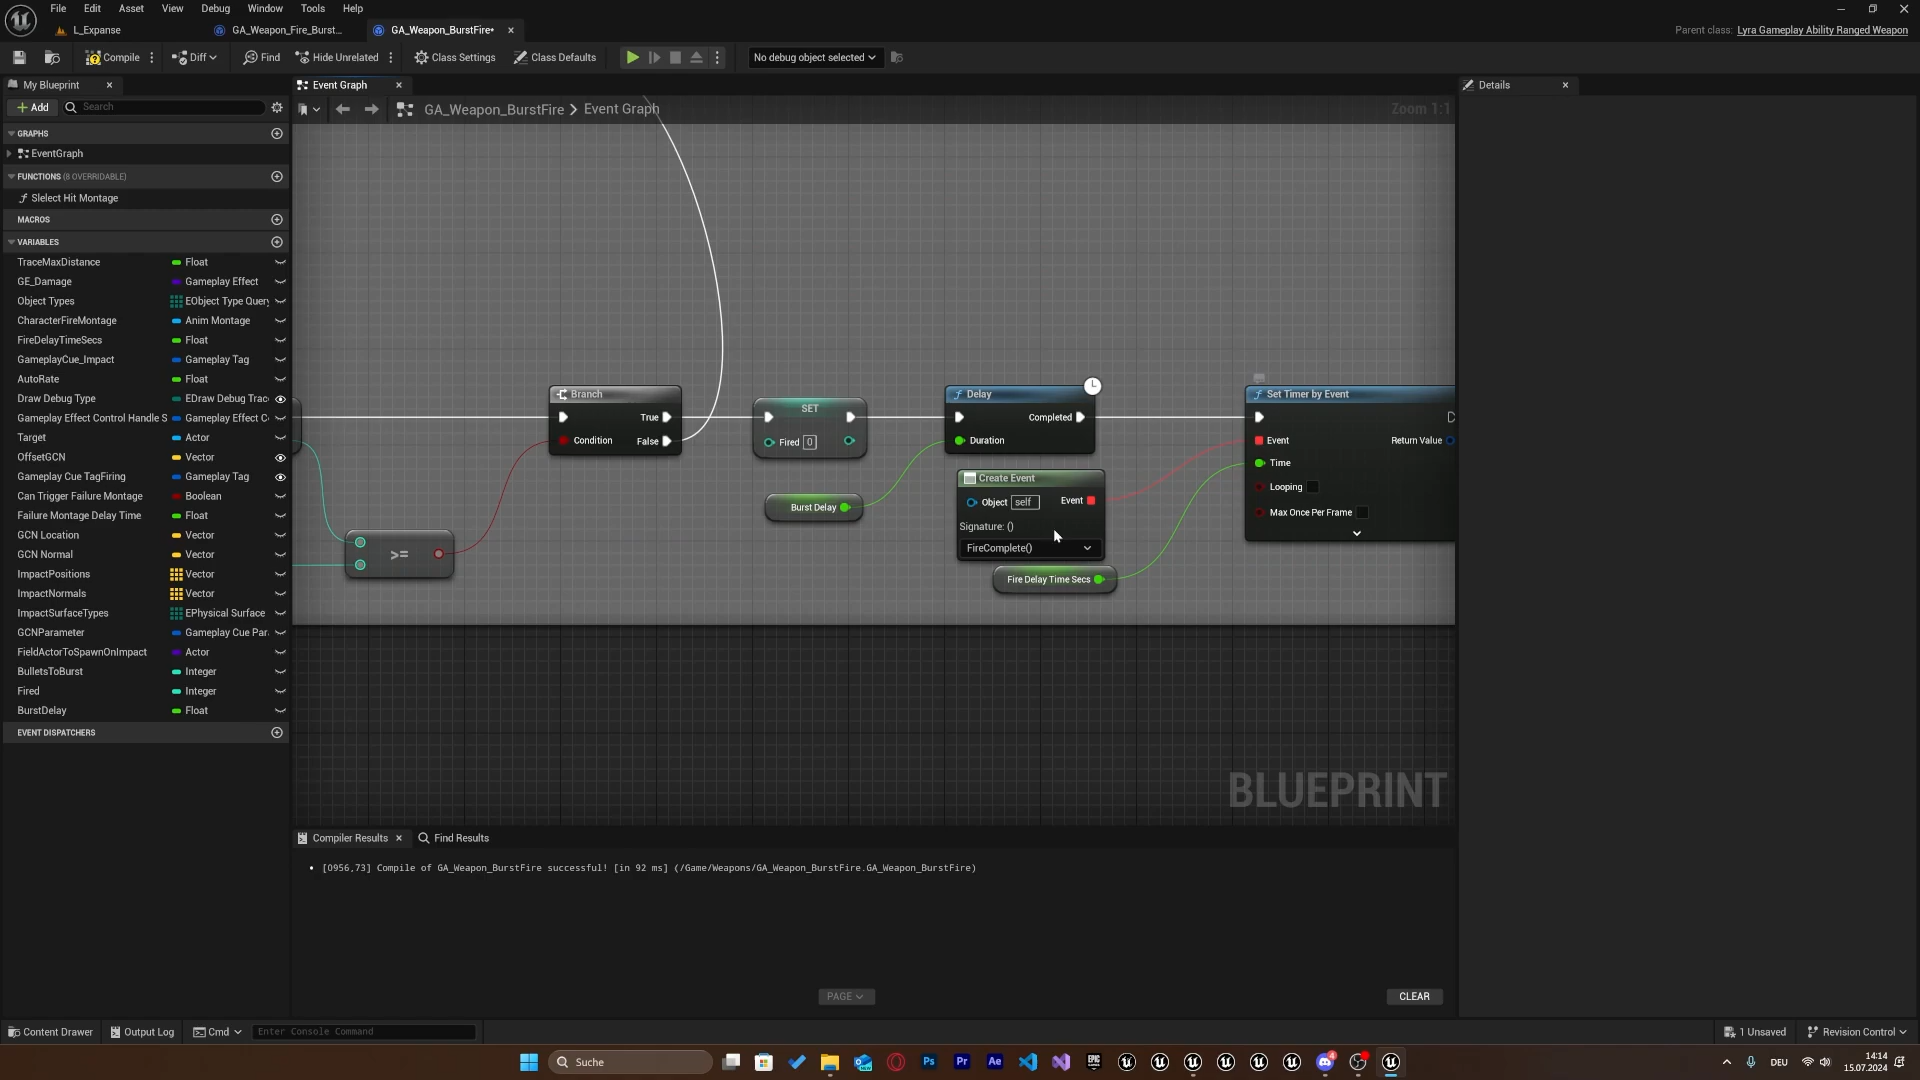 File Edit Asset View Debug Window Tools Help
L_Expanse
GA_Weapon_Fire_Burst...
GA_Weapon_BurstFire*
Parent class: Lyra Gameplay Ability Ranged Weapon
Compile
Diff
Find
Hide Unrelated
Class Settings
Class Defaults
No debug object selected
My Blueprint
Event Graph
Details
Add
Search
GA_Weapon_BurstFire > Event Graph
Zoom 1:1
GRAPHS
EventGraph
FUNCTIONS (8 OVERRIDABLE)
Slelect Hit Montage
MACROS
VARIABLES
TraceMaxDistance Float
GE_Damage Gameplay Effect
Object Types EObject Type Query
CharacterFireMontage Anim Montage
FireDelayTimeSecs Float
GameplayCue_Impact Gameplay Tag
AutoRate Float
Draw Debug Type EDraw Debug Trac
Gameplay Effect Control Handle S Gameplay Effect C
Target Actor
OffsetGCN Vector
Gameplay Cue TagFiring Gameplay Tag
Can Trigger Failure Montage Boolean
Failure Montage Delay Time Float
GCN Location Vector
GCN Normal Vector
ImpactPositions Vector
ImpactNormals Vector
ImpactSurfaceTypes EPhysical Surface
GCNParameter Gameplay Cue Par
FieldActorToSpawnOnImpact Actor
BulletsToBurst Integer
Fired Integer
BurstDelay Float
EVENT DISPATCHERS
Branch
True
Condition False
SET
Fired 0
Delay
Completed
Duration
Burst Delay
Create Event
Object self Event
Signature: ()
FireComplete()
Fire Delay Time Secs
>=
Set Timer by Event
Event Return Value
Time
Looping
Max Once Per Frame
BLUEPRINT
Compiler Results
Find Results
[0956,73] Compile of GA_Weapon_BurstFire successful! [in 92 ms] (/Game/Weapons/GA_Weapon_BurstFire.GA_Weapon_BurstFire)
PAGE
CLEAR
Content Drawer
Output Log
Cmd
Enter Console Command
1 Unsaved
Revision Control
Suche
Ps
Pr
Ae
4
DEU
14:14
15.07.2024